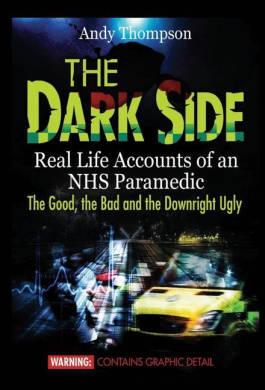 Andy Thompson
THE
DARK SIDE
Real Life Accounts of an
NHS Paramedic
The Good, the Bad and the Downright Ugly
WARNING: CONTAINS GRAPHIC DETAIL